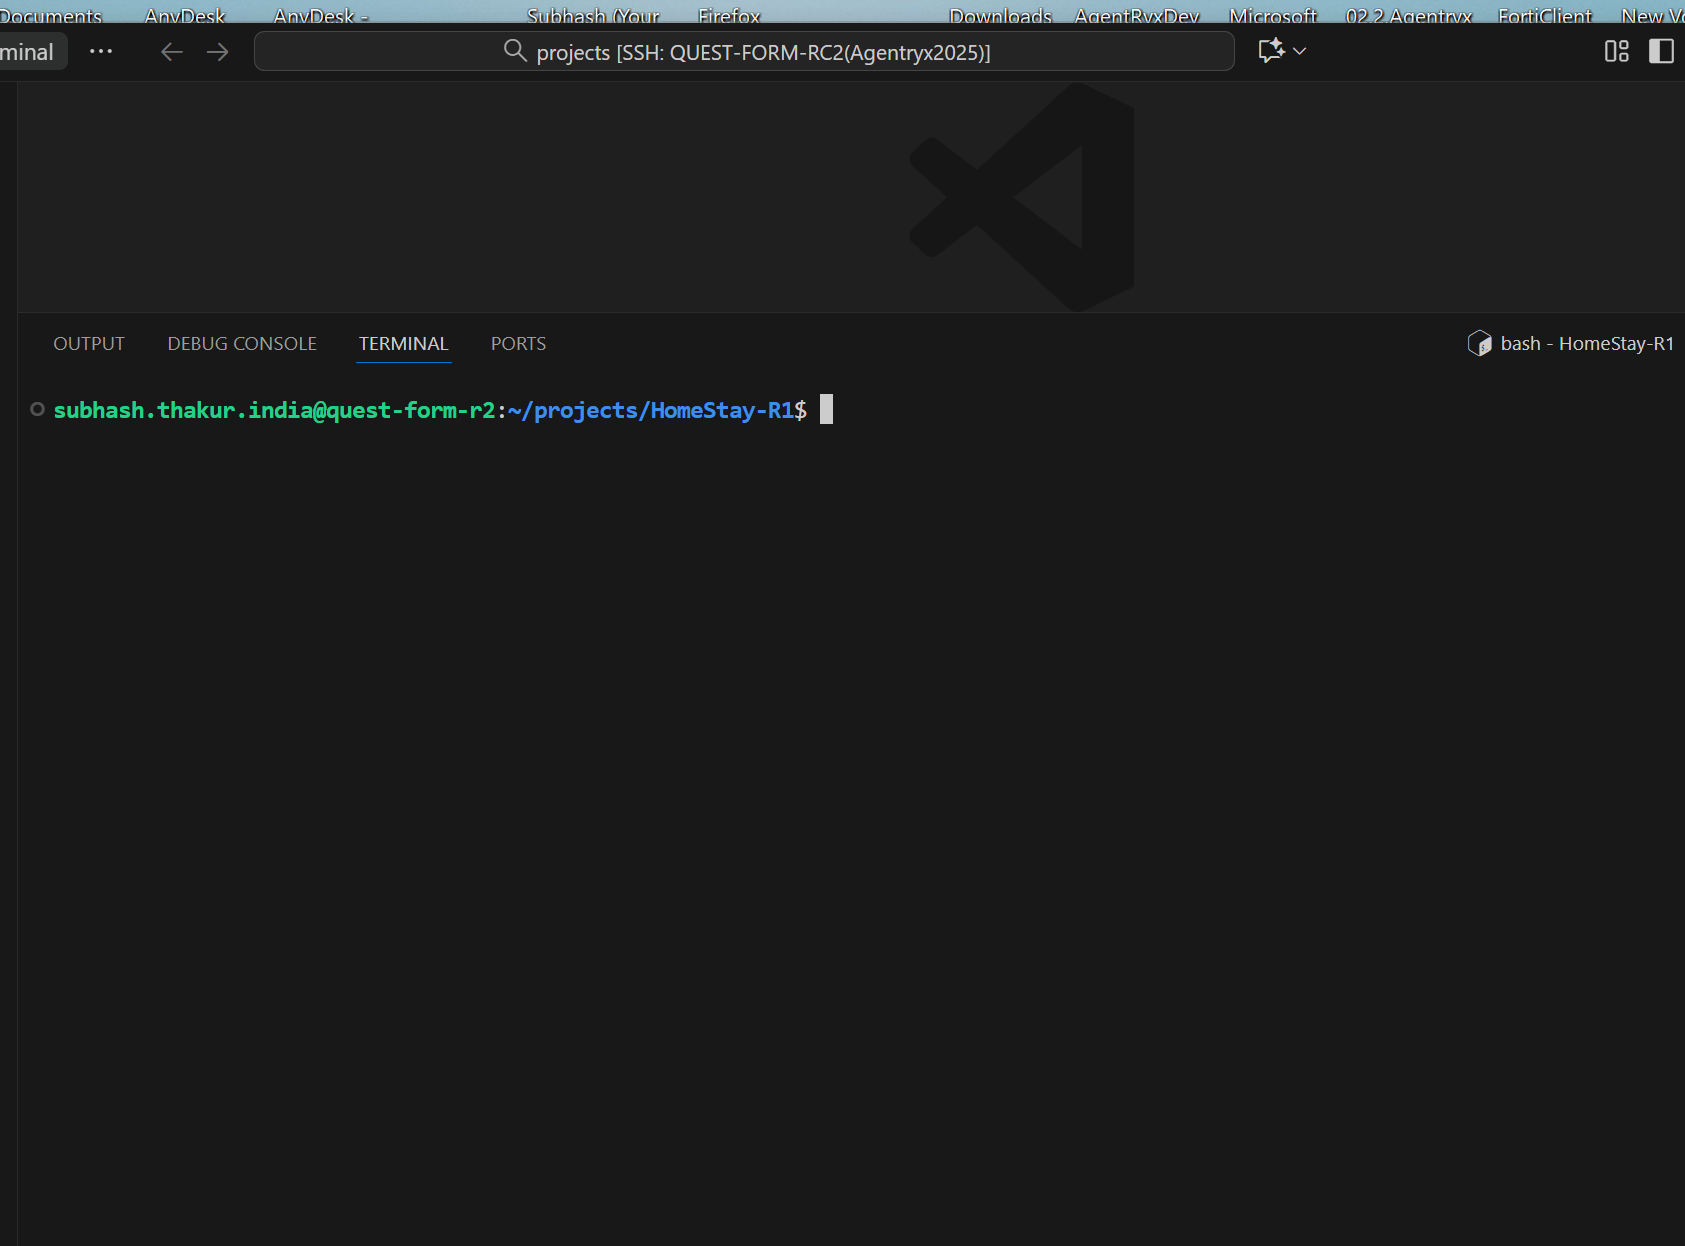 Documents AnyDesk AnyDesk - Subhash (Your Firefox Downloads AgentRyxDev Microsoft 02.2 Agentryx FortiClient New
minal ··· projects [SSH: QUEST-FORM-RC2(Agentryx2025)]
OUTPUT DEBUG CONSOLE TERMINAL PORTS bash - HomeStay-R1
subhash.thakur.india@quest-form-r2:~/projects/HomeStay-R1$